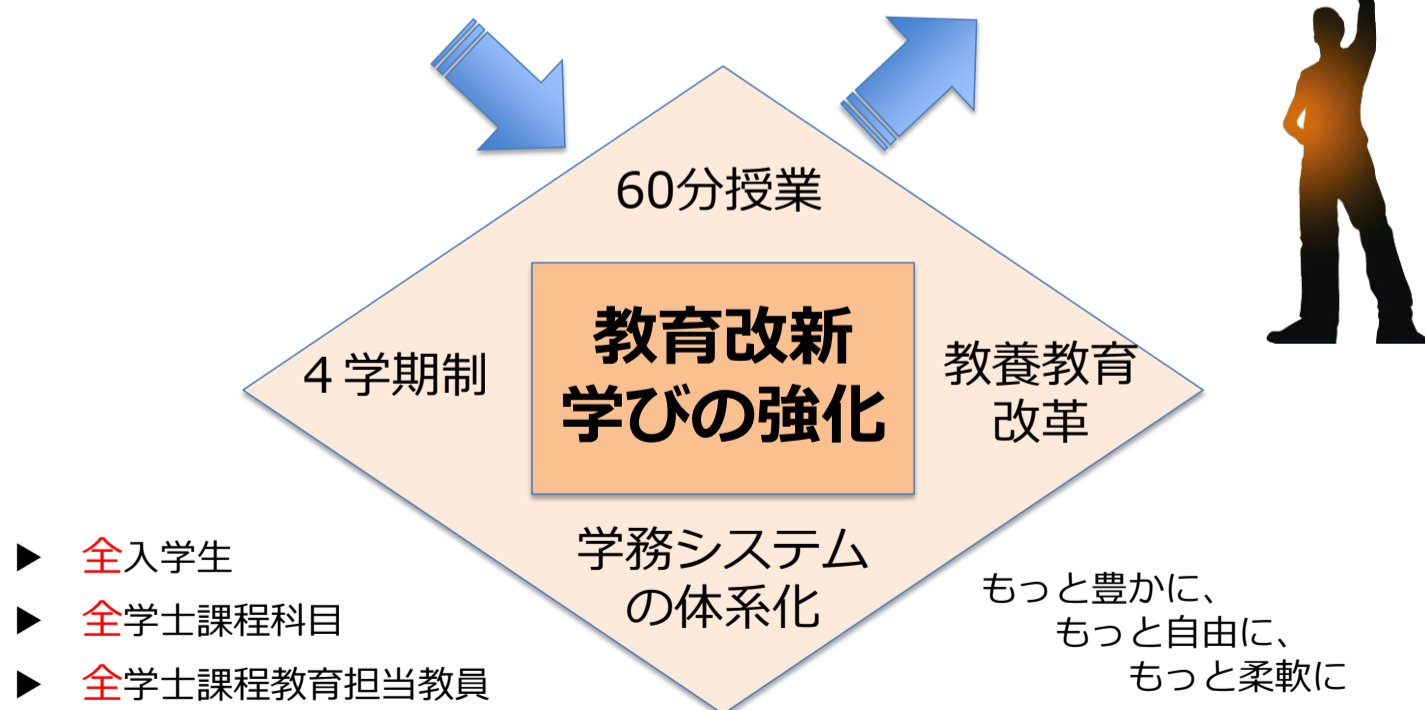 60分授業
教育改新
学びの強化
４学期制
教養教育
改革
学務システム
の体系化
▶ 全入学生
▶ 全学士課程科目
▶ 全学士課程教育担当教員
もっと豊かに、
もっと自由に、
もっと柔軟に